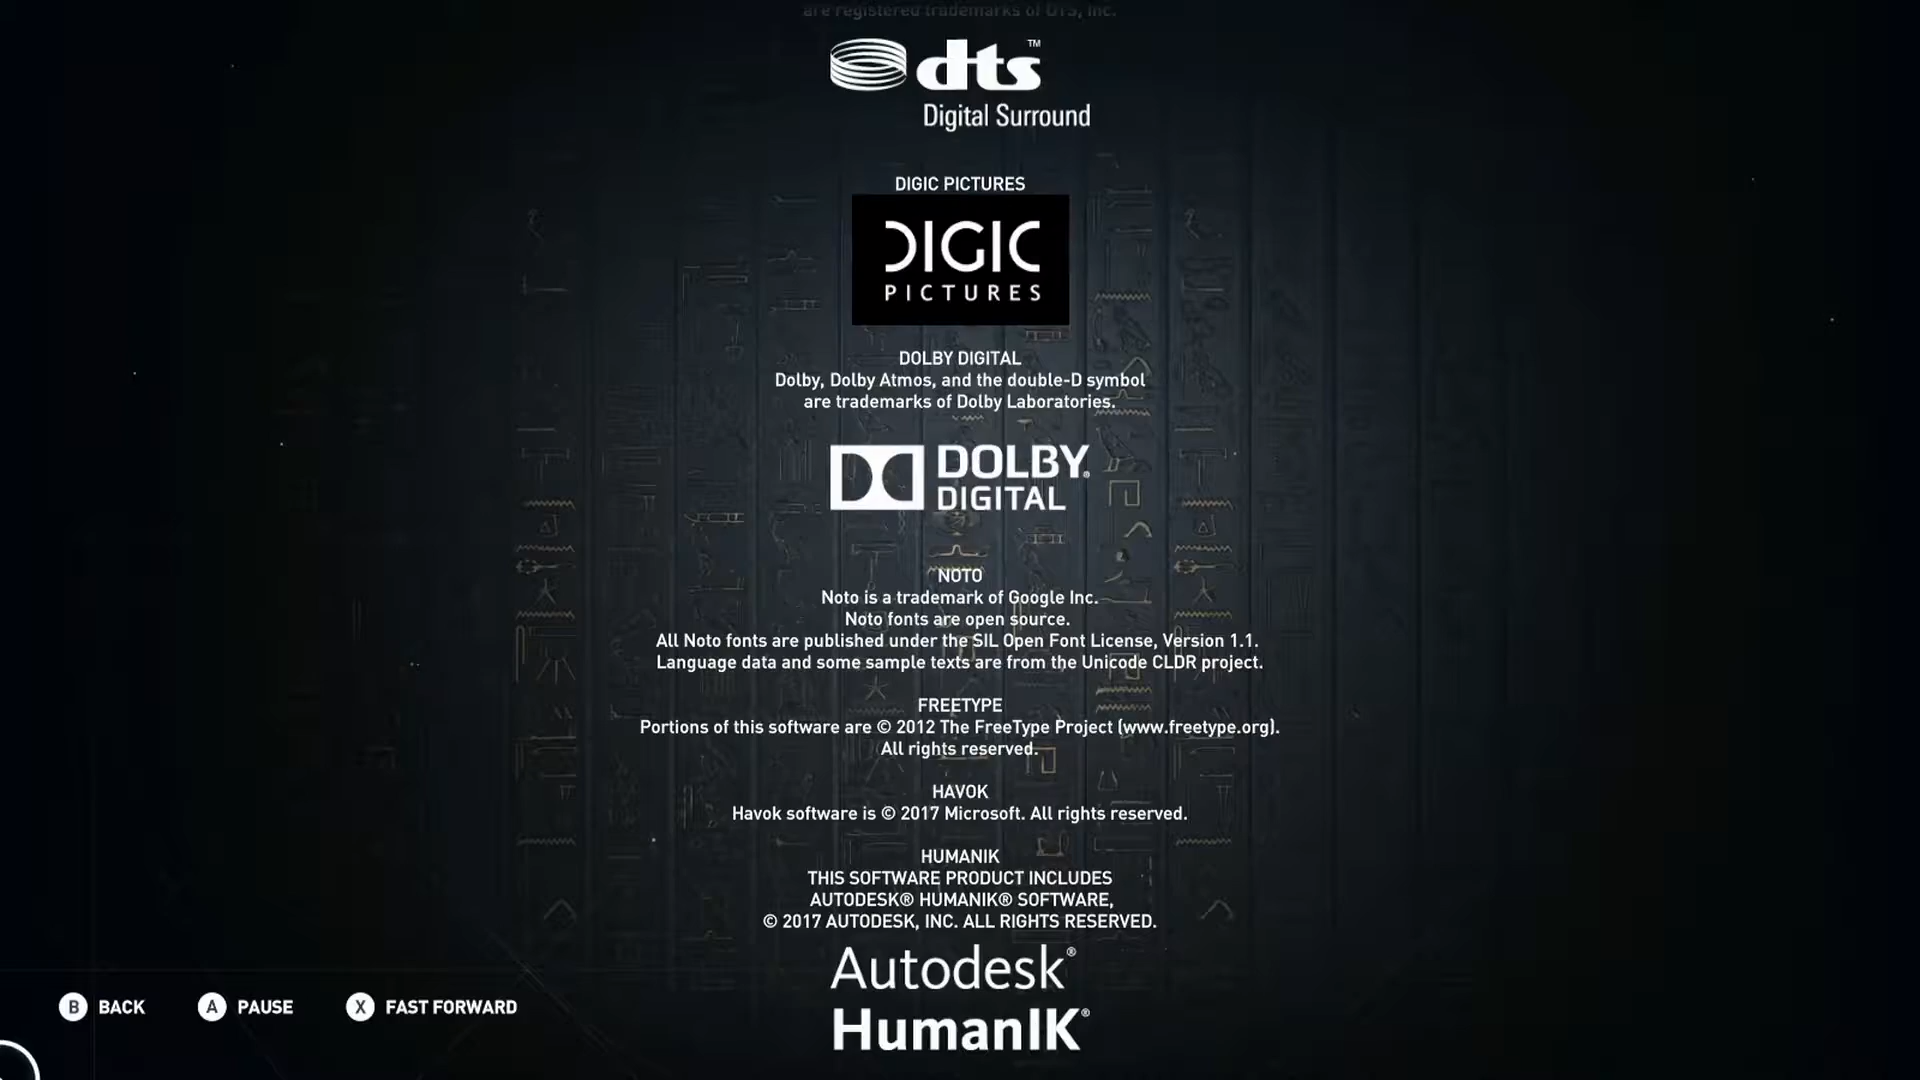 are registered trademarks of DTS, Inc.
dts™
Digital Surround
DIGIC PICTURES
DIGIC
PICTURES
DOLBY DIGITAL
Dolby, Dolby Atmos, and the double-D symbol
are trademarks of Dolby Laboratories.
DOLBY®
DIGITAL
NOTO
Noto is a trademark of Google Inc.
Noto fonts are open source.
All Noto fonts are published under the SIL Open Font License, Version 1.1.
Language data and some sample texts are from the Unicode CLDR project.
FREETYPE
Portions of this software are © 2012 The FreeType Project (www.freetype.org).
All rights reserved.
HAVOK
Havok software is © 2017 Microsoft. All rights reserved.
HUMANIK
THIS SOFTWARE PRODUCT INCLUDES
AUTODESK® HUMANIK® SOFTWARE,
© 2017 AUTODESK, INC. ALL RIGHTS RESERVED.
Autodesk®
HumanIK®
B BACK A PAUSE X FAST FORWARD